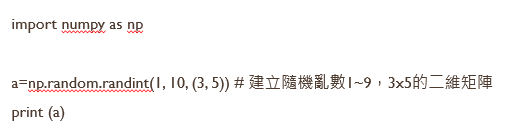 import numpy as np
a=np.random.randint(1, 10, (3, 5)) # 建立隨機亂數1~9，3x5的二維矩陣
print (a)